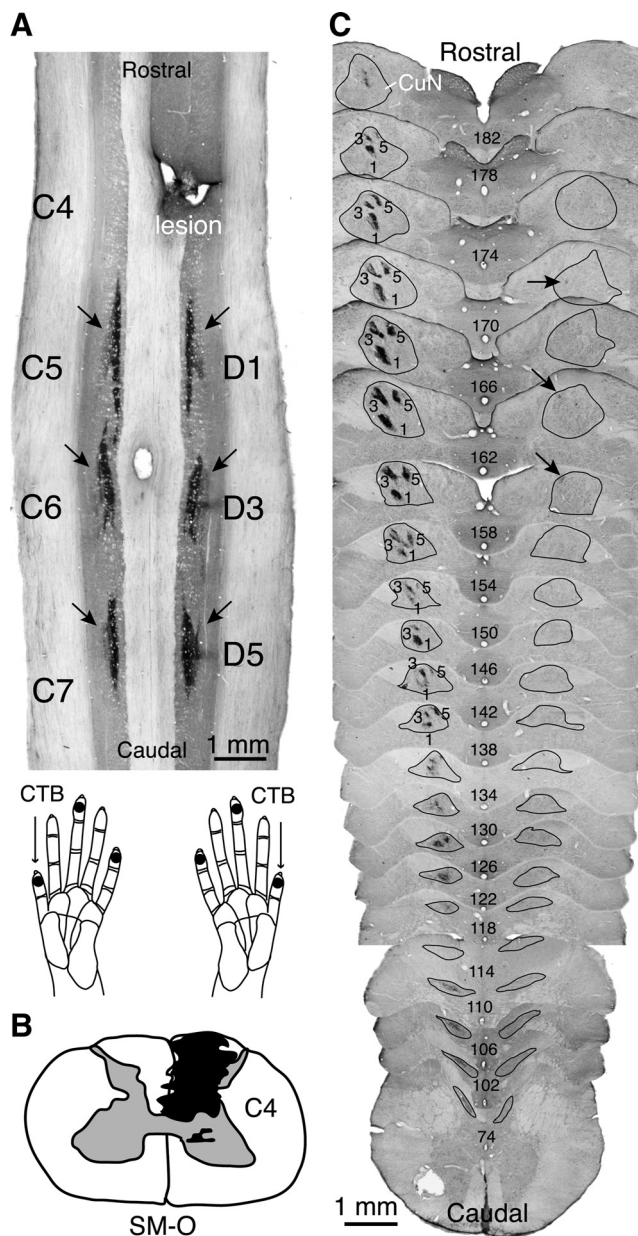 A
Rostral
lesion
C4
C5
D1
C6
D3
C7
D5
Caudal
1 mm
CTB
CTB
B
C4
SM-O
C
Rostral
CuN
182
3
5
1
178
3
5
1
174
3
5
1
170
3
5
1
166
3
5
1
162
3
5
1
158
3
5
1
154
3
5
1
150
3
1
146
3
5
1
142
3
5
1
138
134
130
126
122
118
114
110
106
102
74
1 mm
Caudal